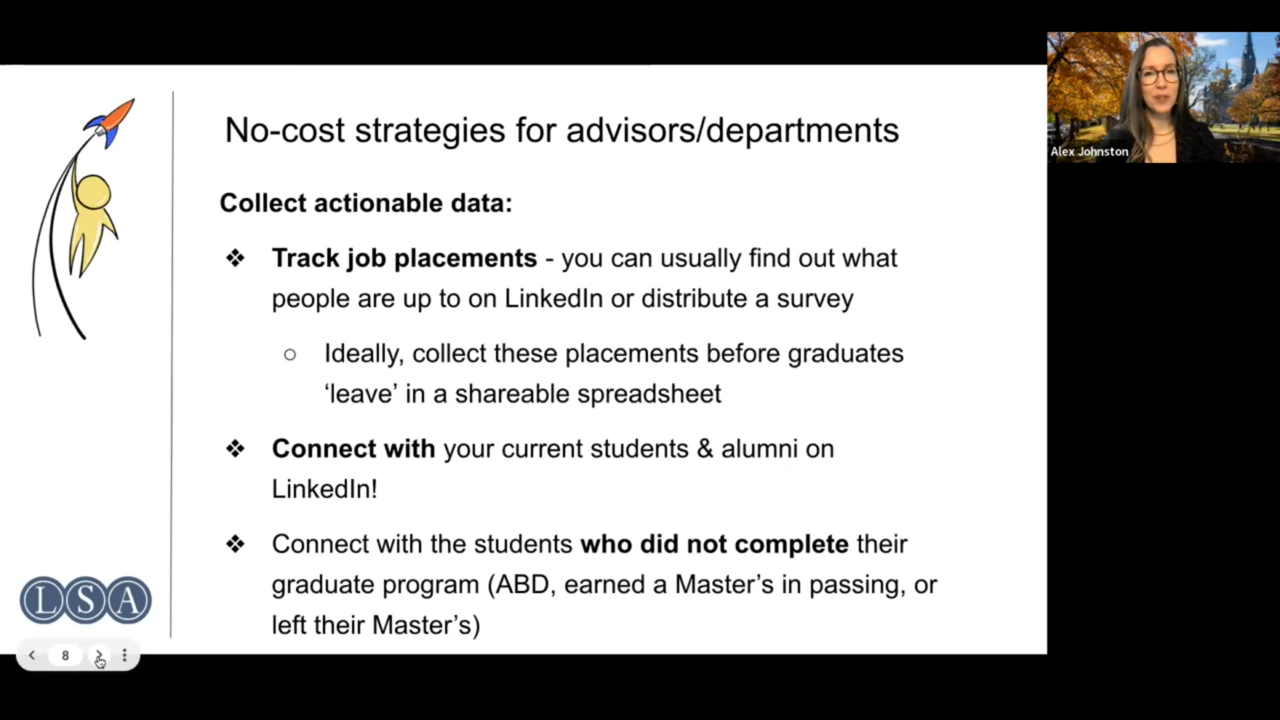 No-cost strategies for advisors/departments
Collect actionable data:
❖ Track job placements - you can usually find out what
people are up to on LinkedIn or distribute a survey
○ Ideally, collect these placements before graduates
‘leave’ in a shareable spreadsheet
❖ Connect with your current students & alumni on
LinkedIn!
❖ Connect with the students who did not complete their
graduate program (ABD, earned a Master’s in passing, or
left their Master’s)
LSA
8
Alex Johnston